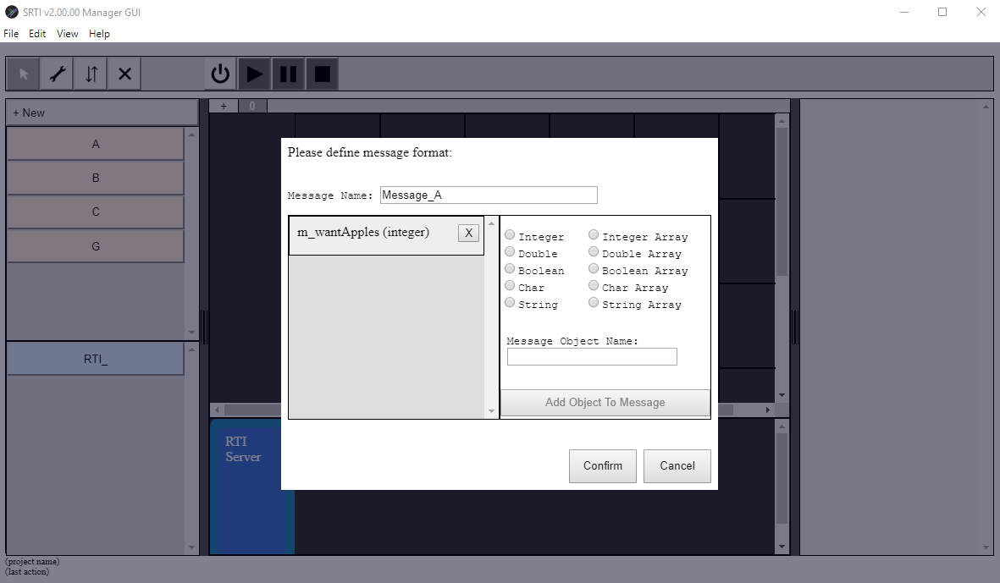 SRTI v2.00.00 Manager GUI
File Edit View Help
+ New
A
B
C
G
RTI_
+ 0
Please define message format:
Message Name: Message_A
m_wantApples (integer) X
Integer Integer Array
Double Double Array
Boolean Boolean Array
Char Char Array
String String Array
Message Object Name:
Add Object To Message
Confirm Cancel
RTI
Server
(project name)
(last action)